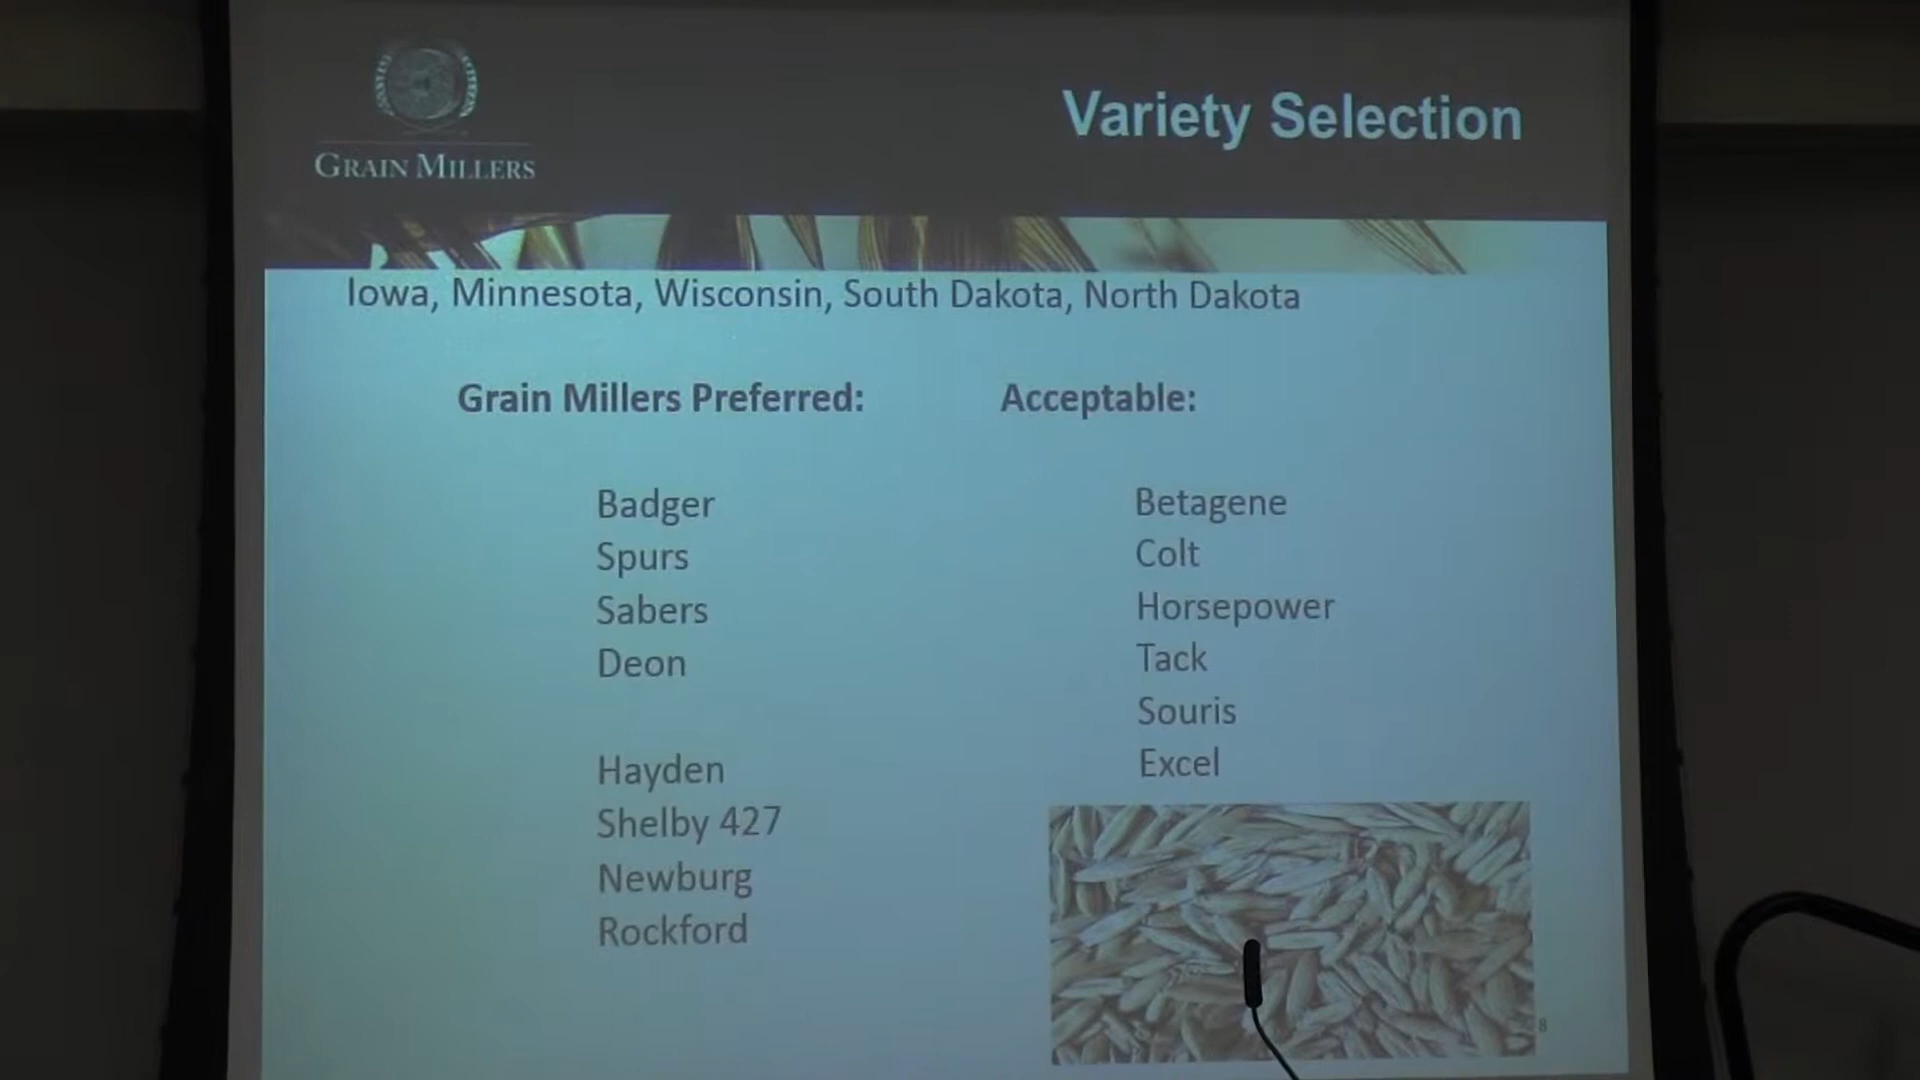 GRAIN MILLERS
Variety Selection
Iowa, Minnesota, Wisconsin, South Dakota, North Dakota
Grain Millers Preferred:
Badger
Spurs
Sabers
Deon
Hayden
Shelby 427
Newburg
Rockford
Acceptable:
Betagene
Colt
Horsepower
Tack
Souris
Excel
8